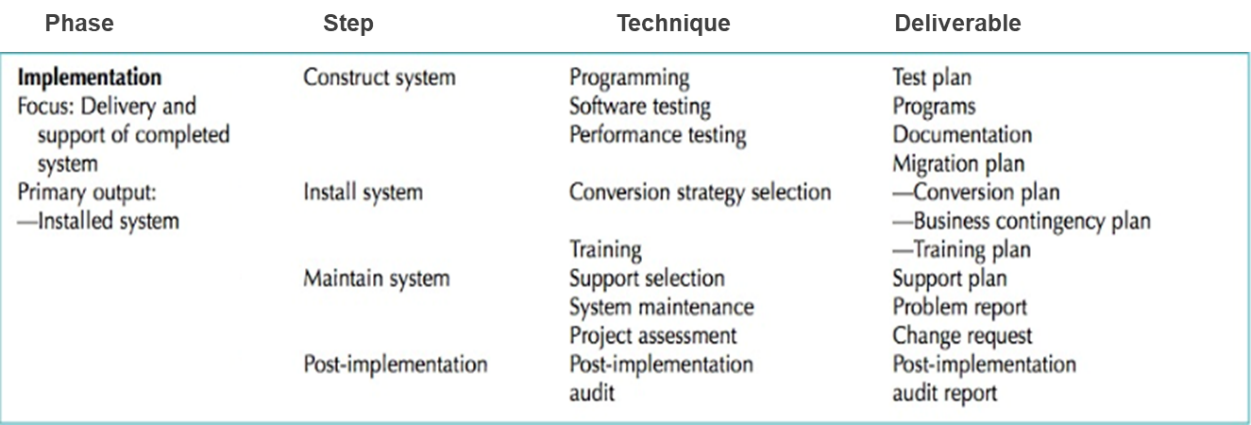 Phase Step Technique Deliverable
Implementation Construct system Programming Test plan
Focus: Delivery and Software testing Programs
support of completed Performance testing Documentation
system Migration plan
Primary output: Install system Conversion strategy selection —Conversion plan
—Installed system —Business contingency plan
Training —Training plan
Maintain system Support selection Support plan
System maintenance Problem report
Project assessment Change request
Post-implementation Post-implementation Post-implementation
audit audit report